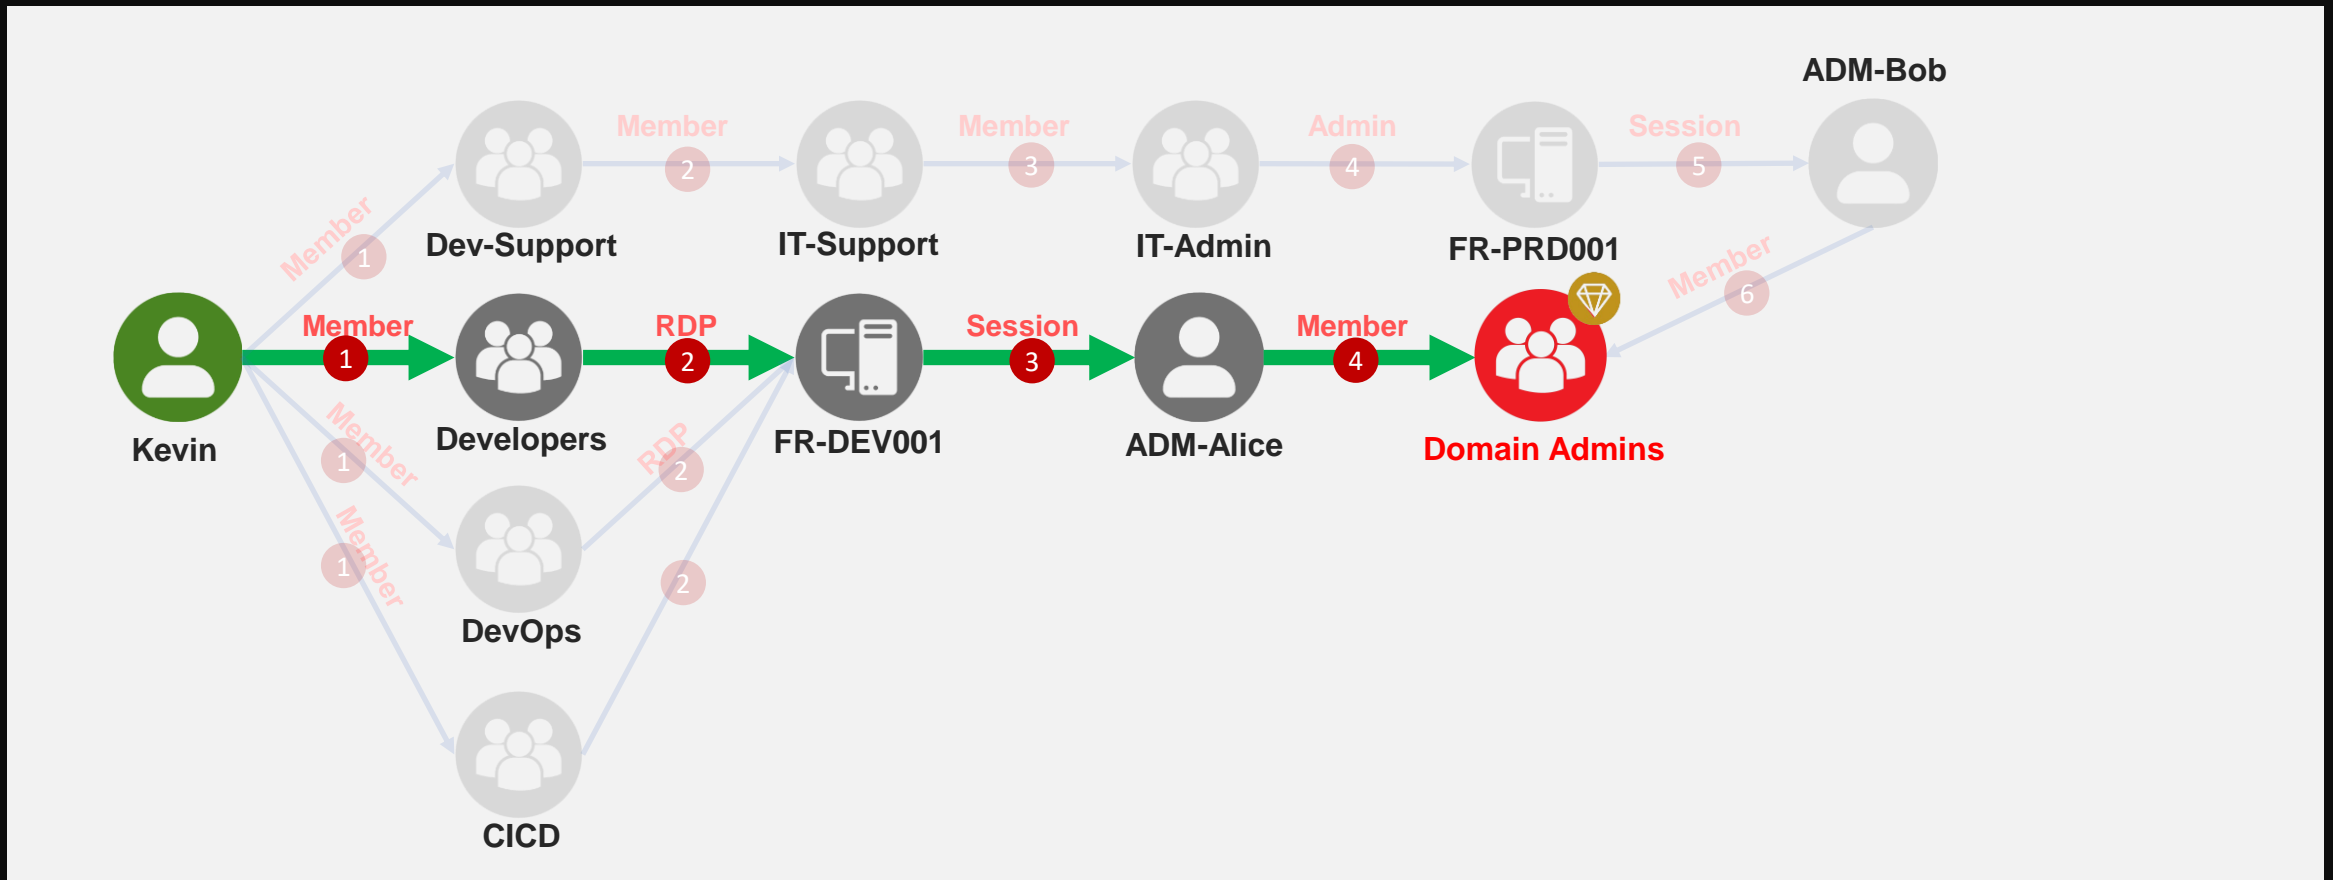 ADM-Bob
Member
Member
Admin
Session
2
3
4
5
Member
1
Dev-Support
IT-Support
IT-Admin
FR-PRD001
Member
6
Member
RDP
Session
Member
1
2
3
4
Kevin
Developers
FR-DEV001
ADM-Alice
Domain Admins
Member
1
RDP
2
Member
1
2
DevOps
CICD